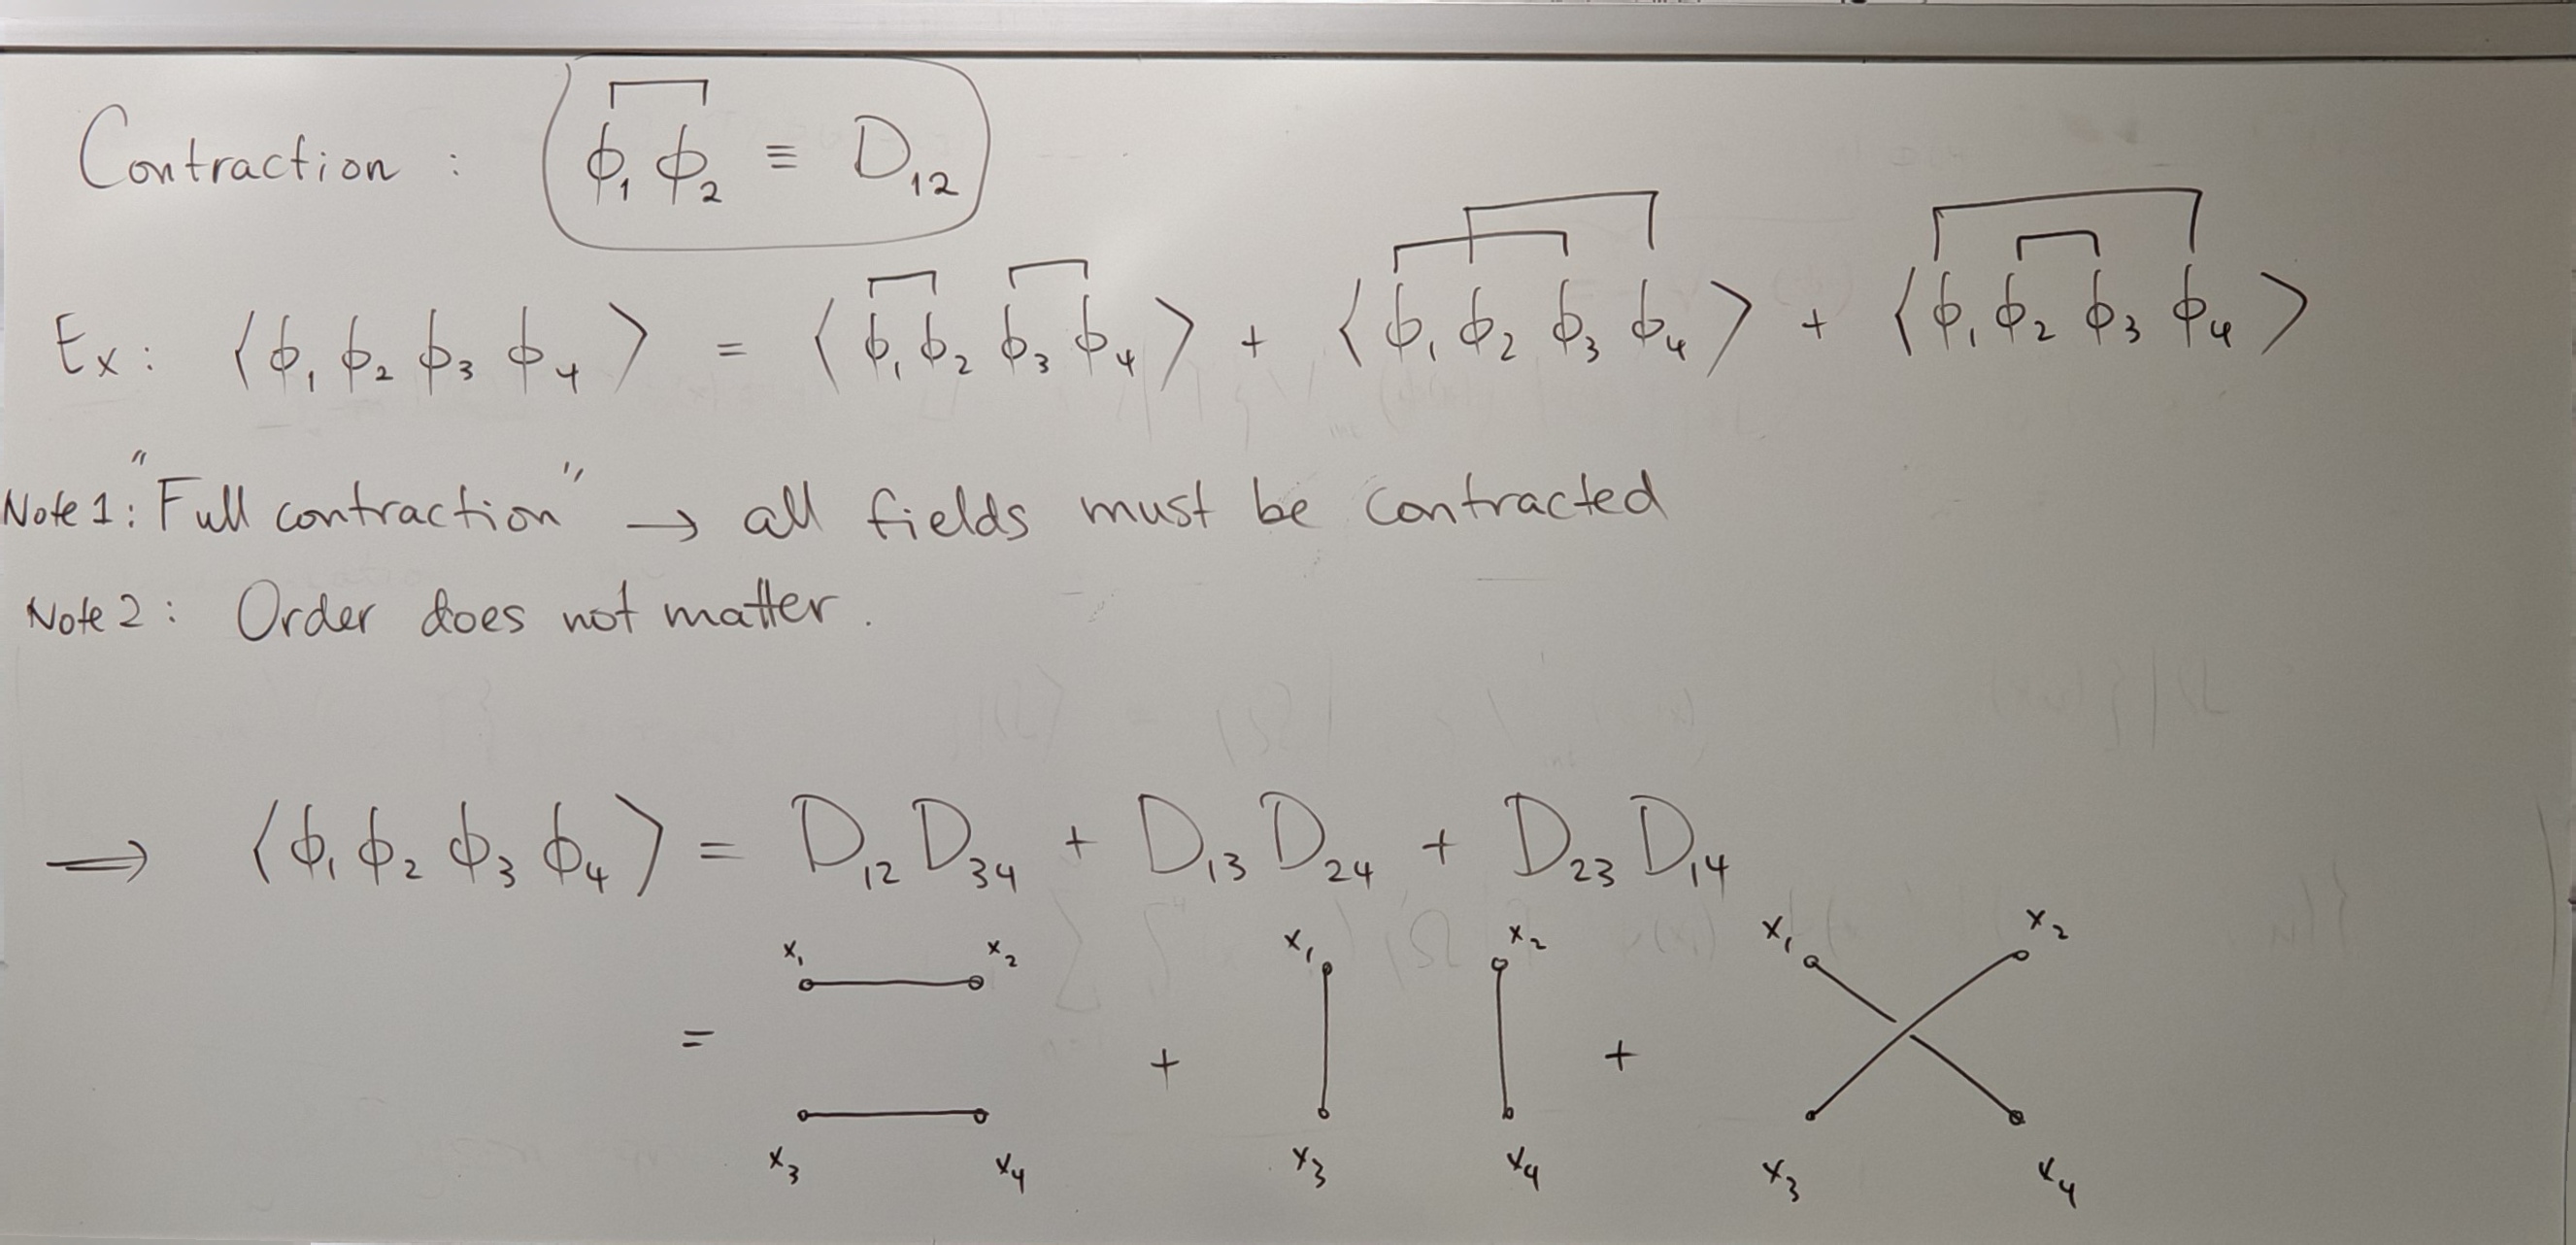 Contraction : ϕ₁ ϕ₂ ≡ D₁₂
Ex : ⟨ϕ₁ ϕ₂ ϕ₃ ϕ₄⟩ = ⟨ϕ₁ ϕ₂ ϕ₃ ϕ₄⟩ + ⟨ϕ₁ ϕ₂ ϕ₃ ϕ₄⟩ + ⟨ϕ₁ ϕ₂ ϕ₃ ϕ₄⟩
Note 1 : "Full contraction" → all fields must be contracted
Note 2 : Order does not matter .
⟹ ⟨ϕ₁ ϕ₂ ϕ₃ ϕ₄⟩ = D₁₂ D₃₄ + D₁₃ D₂₄ + D₂₃ D₁₄
x₁ x₂ x₁ x₂ x₁ x₂
= + +
x₃ x₄ x₃ x₄ x₃ x₄